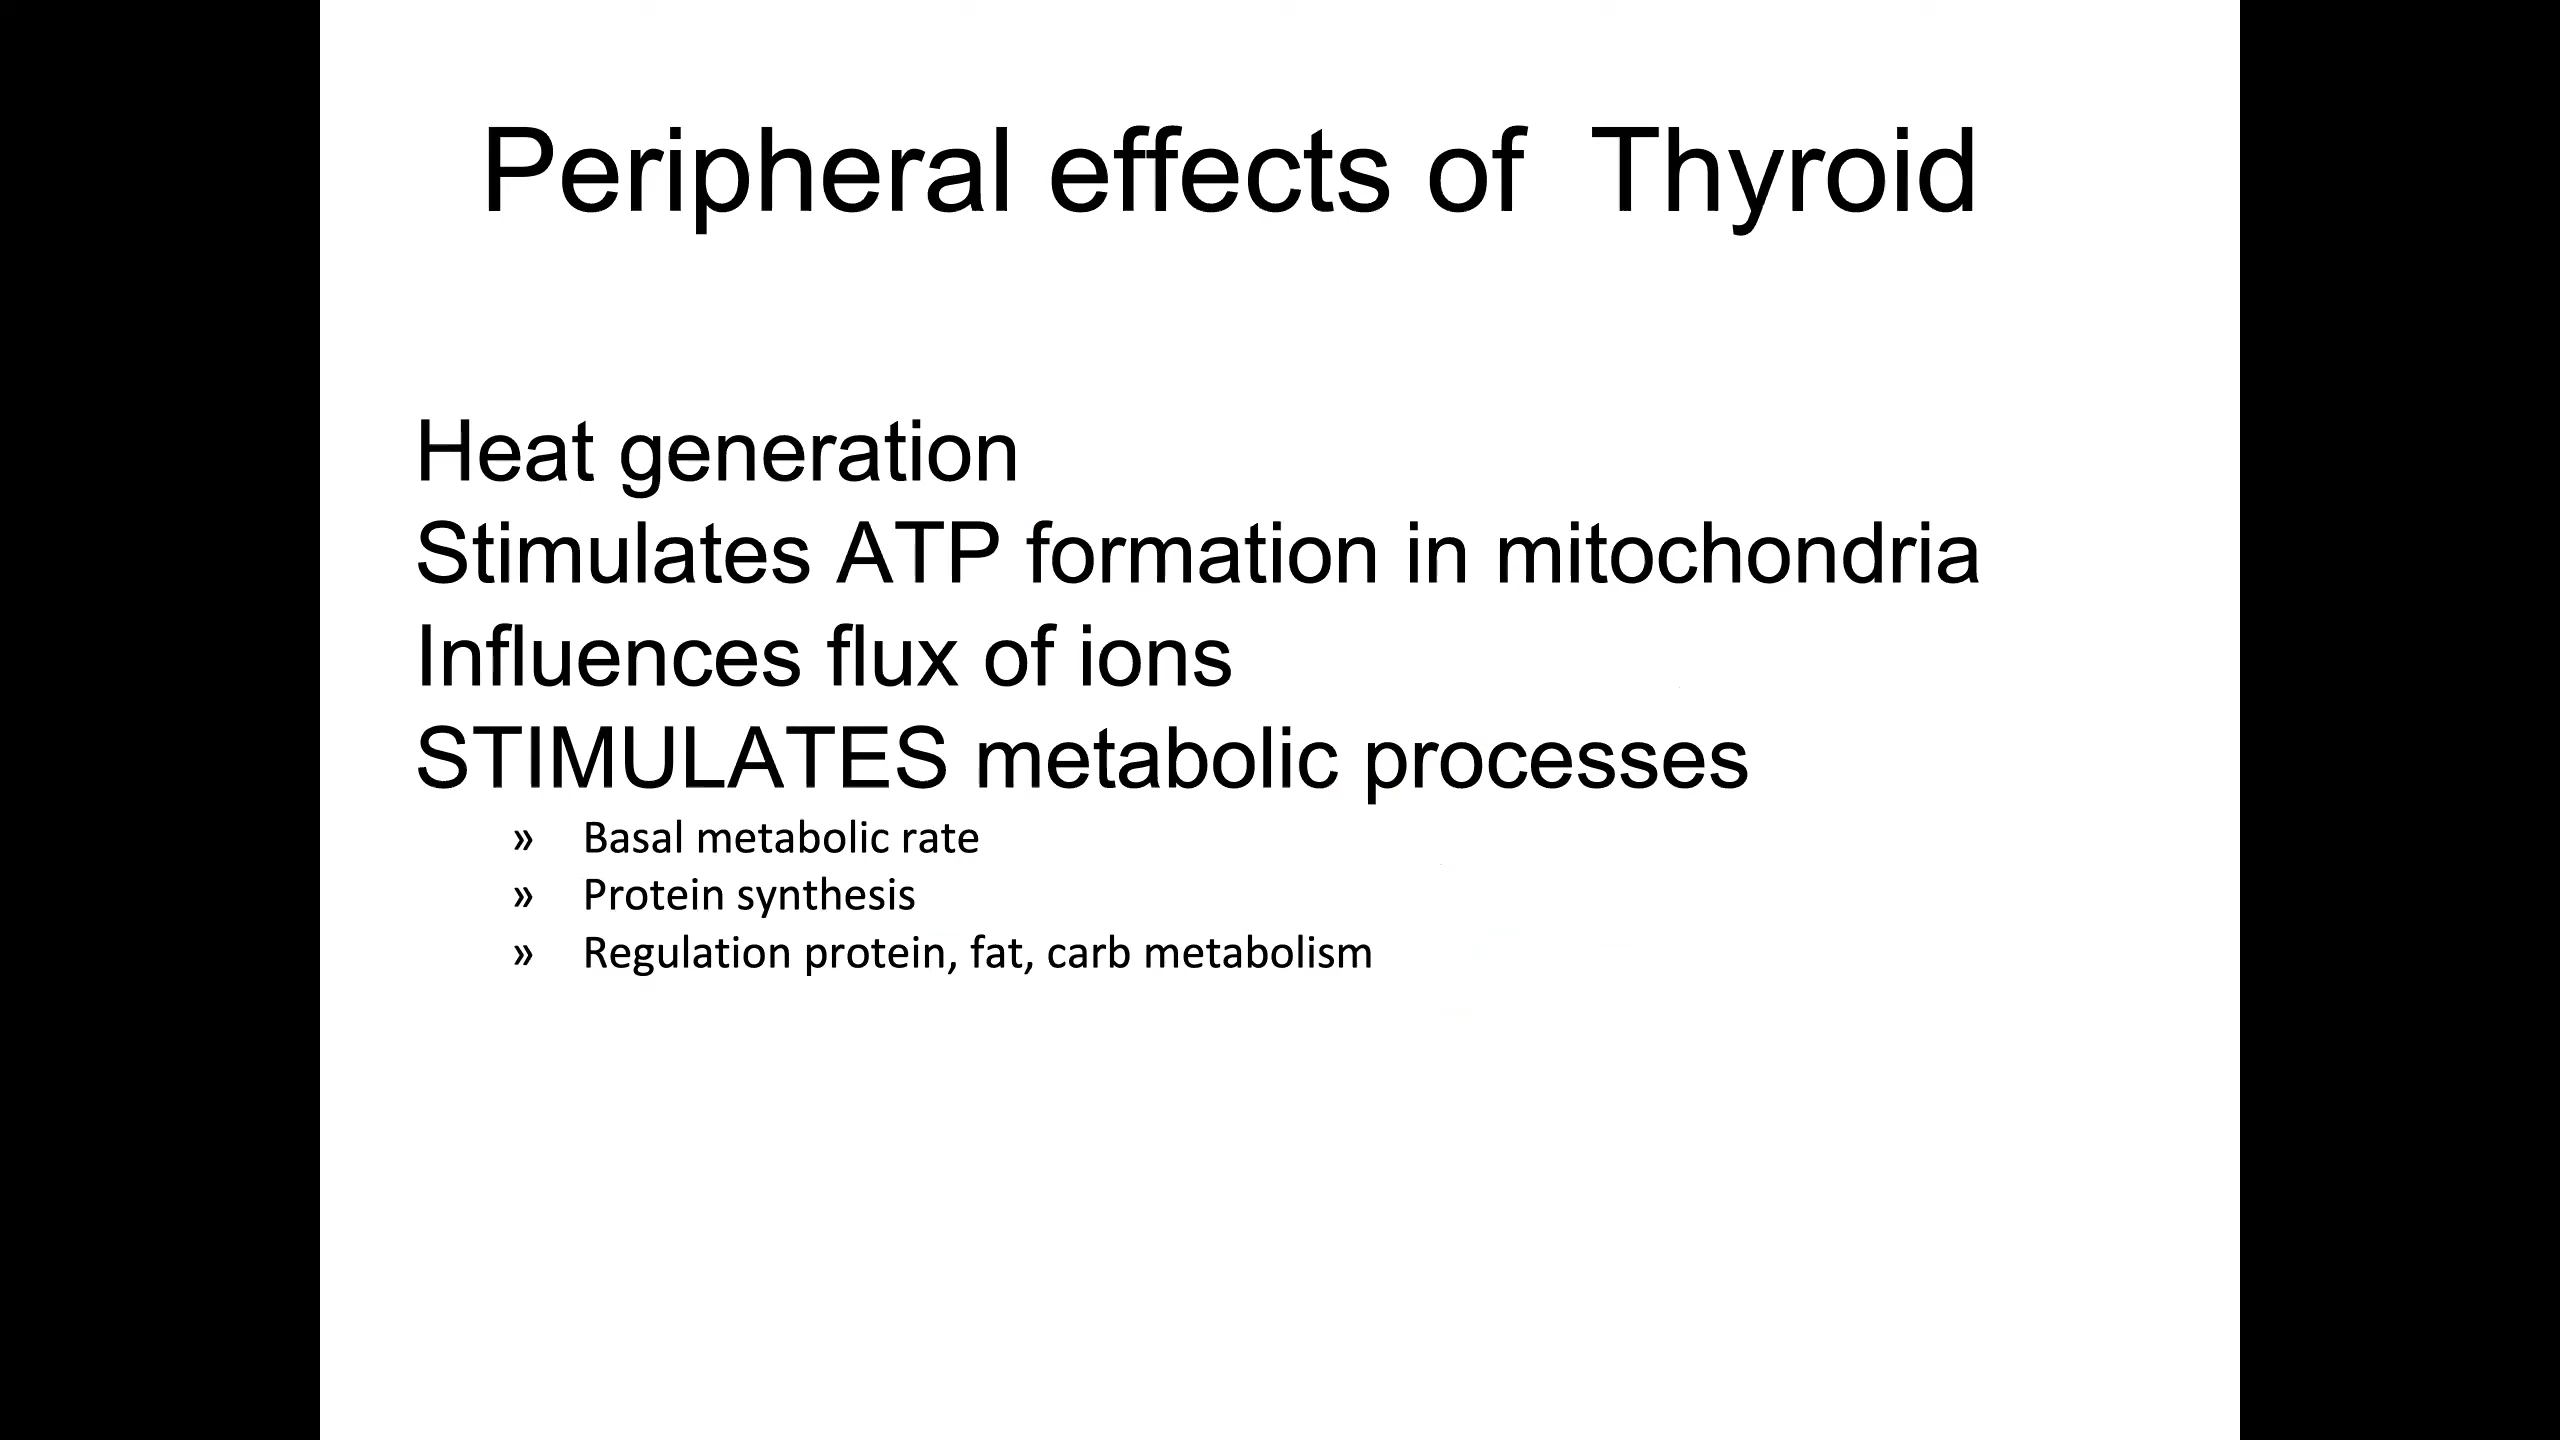 Peripheral effects of  Thyroid
Heat generation
Stimulates ATP formation in mitochondria
Influences flux of ions
STIMULATES metabolic processes
» Basal metabolic rate
» Protein synthesis
» Regulation protein, fat, carb metabolism